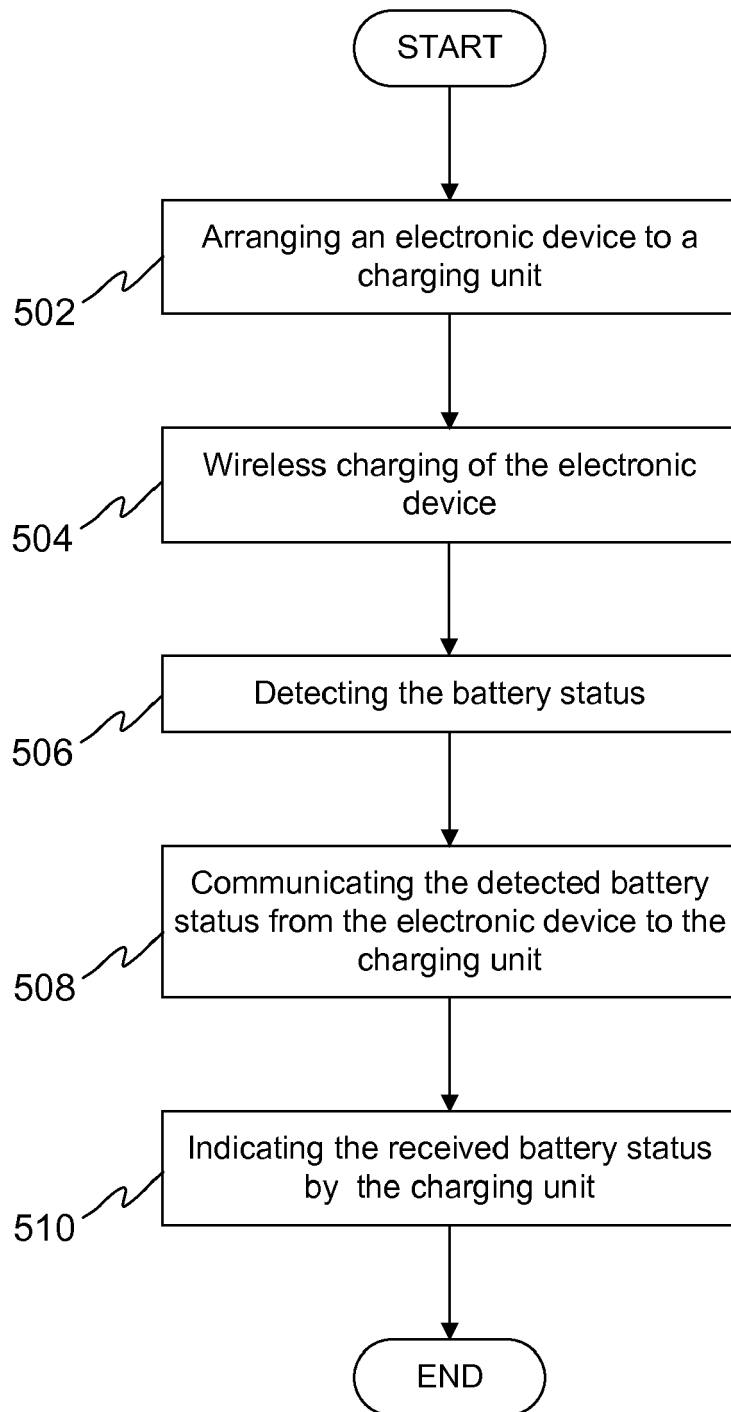 START
Arranging an electronic device to a
charging unit
502
Wireless charging of the electronic
device
504
Detecting the battery status
506
Communicating the detected battery
status from the electronic device to the
charging unit
508
Indicating the received battery status
by the charging unit
510
END